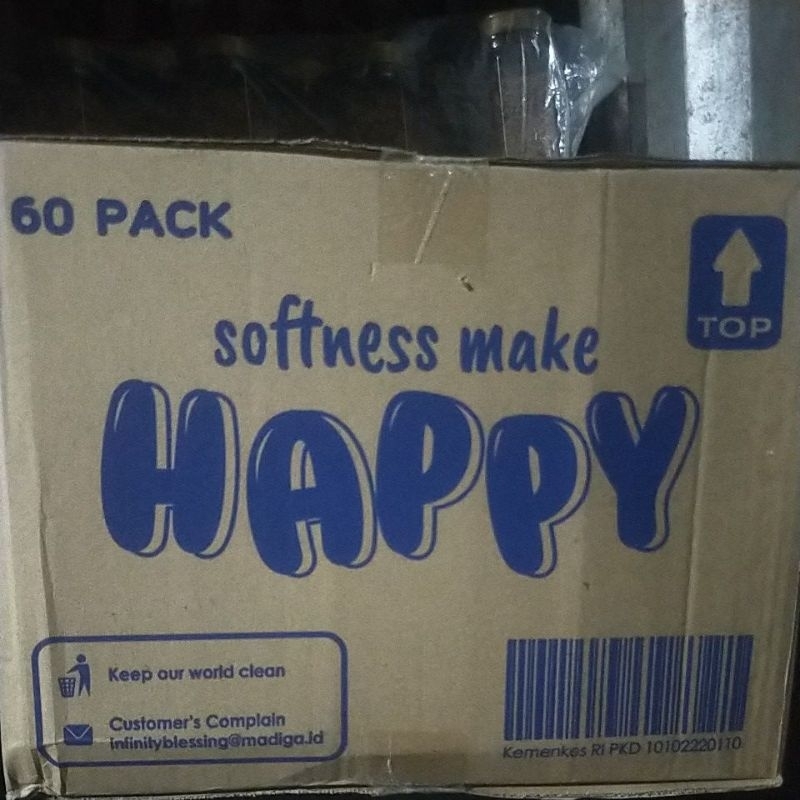 60 PACK
TOP
softness make
HAPPY
Keep our world clean
Customer's Complain
infinityblessing@madiga.id
Kemenkes RI PKD 10102220110